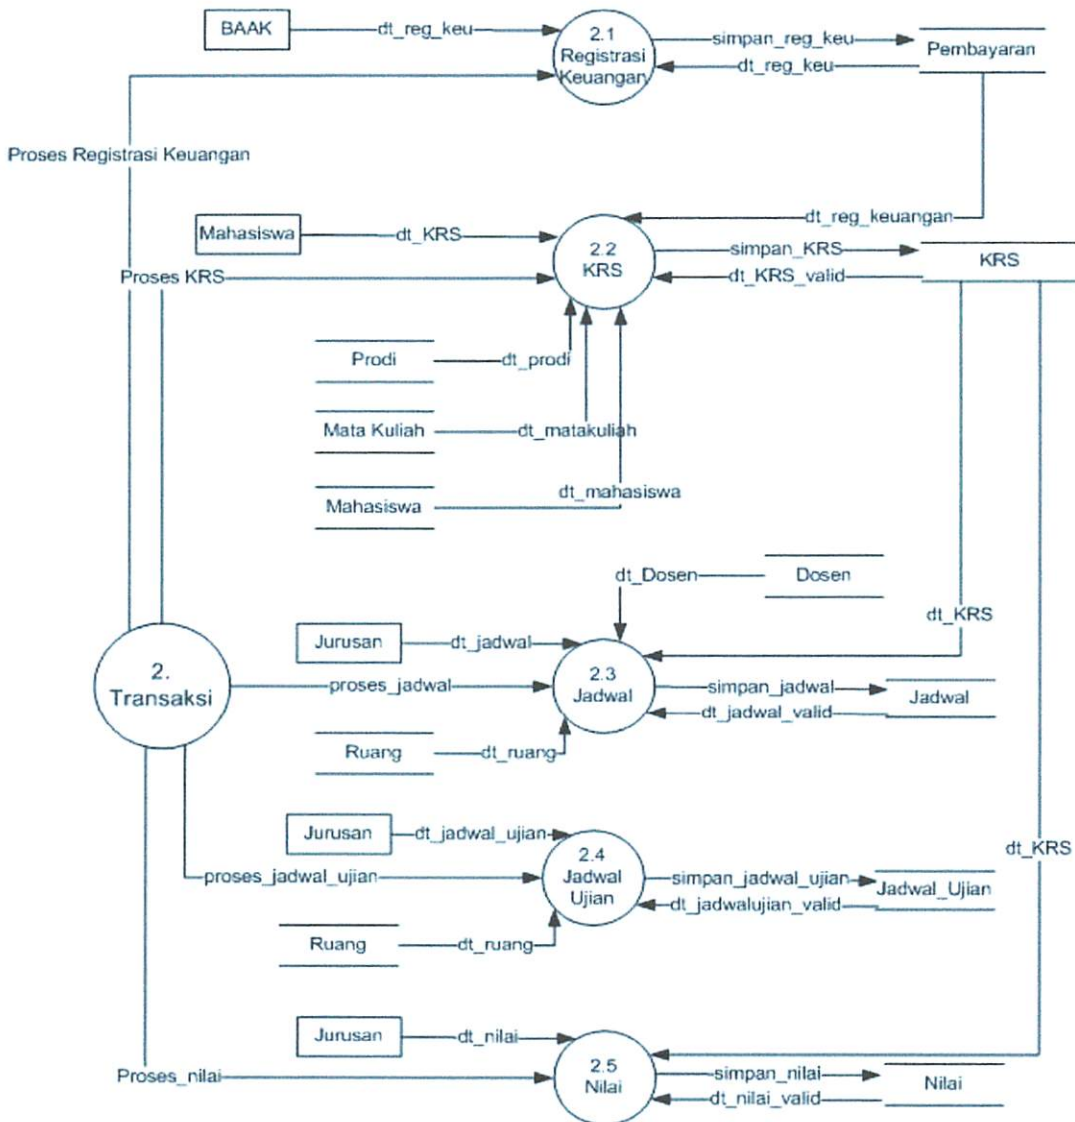 BAAK
dt_reg_keu
2.1
Registrasi
Keuangan
simpan_reg_keu
dt_reg_keu
Pembayaran
Proses Registrasi Keuangan
dt_reg_keuangan
Mahasiswa
dt_KRS
Proses KRS
2.2
KRS
simpan_KRS
dt_KRS_valid
KRS
Prodi
dt_prodi
Mata Kuliah
dt_matakuliah
Mahasiswa
dt_mahasiswa
dt_Dosen
Dosen
dt_KRS
Jurusan
dt_jadwal
2.
Transaksi
proses_jadwal
2.3
Jadwal
simpan_jadwal
dt_jadwal_valid
Jadwal
Ruang
dt_ruang
Jurusan
dt_jadwal_ujian
dt_KRS
proses_jadwal_ujian
2.4
Jadwal
Ujian
simpan_jadwal_ujian
dt_jadwalujian_valid
Jadwal_Ujian
Ruang
dt_ruang
Jurusan
dt_nilai
Proses_nilai
2.5
Nilai
simpan_nilai
dt_nilai_valid
Nilai